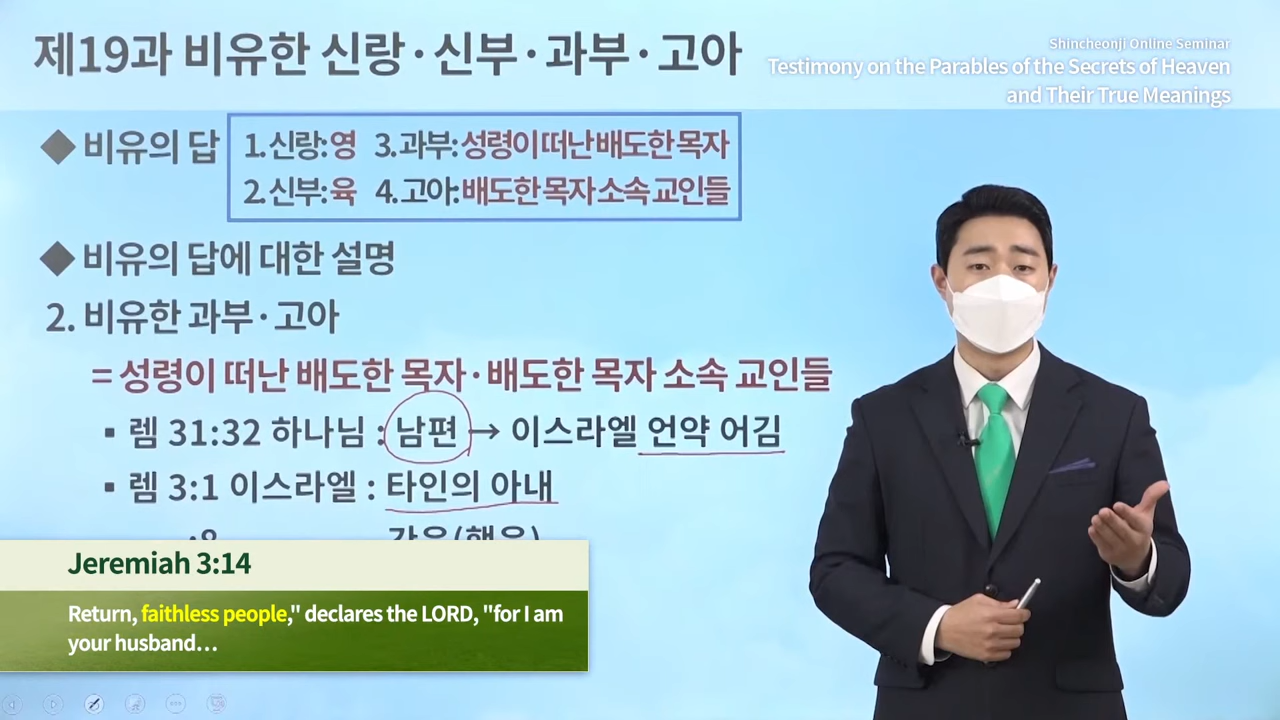 제19과 비유한 신랑·신부·과부·고아
Shincheonji Online Seminar
Testimony on the Parables of the Secrets of Heaven
and Their True Meanings
◆ 비유의 답
1. 신랑: 영 3. 과부: 성령이 떠난 배도한 목자
2. 신부: 육 4. 고아: 배도한 목자 소속 교인들
◆ 비유의 답에 대한 설명
2. 비유한 과부·고아
= 성령이 떠난 배도한 목자·배도한 목자 소속 교인들
▪ 렘 31:32 하나님 : 남편 → 이스라엘 언약 어김
▪ 렘 3:1 이스라엘 : 타인의 아내
Jeremiah 3:14
Return, faithless people," declares the LORD, "for I am
your husband…